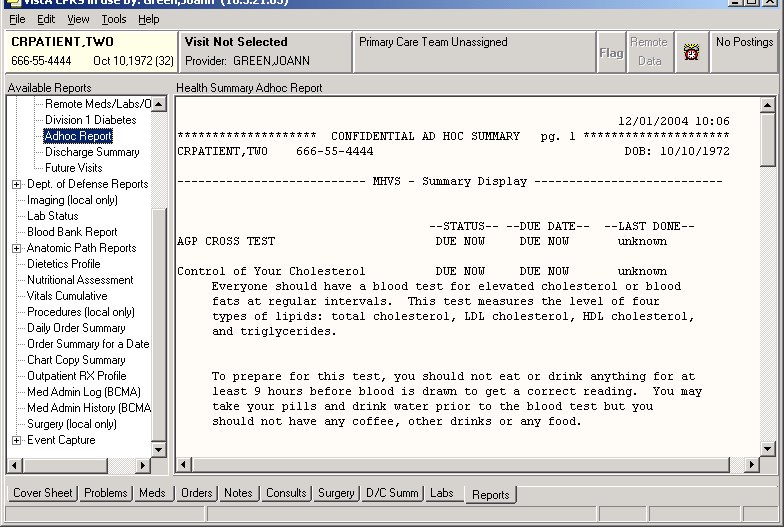 VistA CPRS in use by: Green,Joann (10.3.21.05)
File Edit View Tools Help
CRPATIENT,TWO
666-55-4444 Oct 10,1972 (32)
Visit Not Selected
Provider: GREEN,JOANN
Primary Care Team Unassigned
Flag
Remote
Data
No Postings
Available Reports
Remote Meds/Labs/O
Division 1 Diabetes
Adhoc Report
Discharge Summary
Future Visits
Dept. of Defense Reports
Imaging (local only)
Lab Status
Blood Bank Report
Anatomic Path Reports
Dietetics Profile
Nutritional Assessment
Vitals Cumulative
Procedures (local only)
Daily Order Summary
Order Summary for a Date
Chart Copy Summary
Outpatient RX Profile
Med Admin Log (BCMA)
Med Admin History (BCMA
Surgery (local only)
Event Capture
Health Summary Adhoc Report
12/01/2004 10:06
******************* CONFIDENTIAL AD HOC SUMMARY pg. 1 ********************
CRPATIENT,TWO 666-55-4444 DOB: 10/10/1972
-------------------------- MHVS - Summary Display --------------------------
--STATUS-- --DUE DATE-- --LAST DONE--
AGP CROSS TEST DUE NOW DUE NOW unknown
Control of Your Cholesterol DUE NOW DUE NOW unknown
Everyone should have a blood test for elevated cholesterol or blood
fats at regular intervals. This test measures the level of four
types of lipids: total cholesterol, LDL cholesterol, HDL cholesterol,
and triglycerides.
To prepare for this test, you should not eat or drink anything for at
least 9 hours before blood is drawn to get a correct reading. You may
take your pills and drink water prior to the blood test but you
should not have any coffee, other drinks or any food.
Cover Sheet Problems Meds Orders Notes Consults Surgery D/C Summ Labs Reports